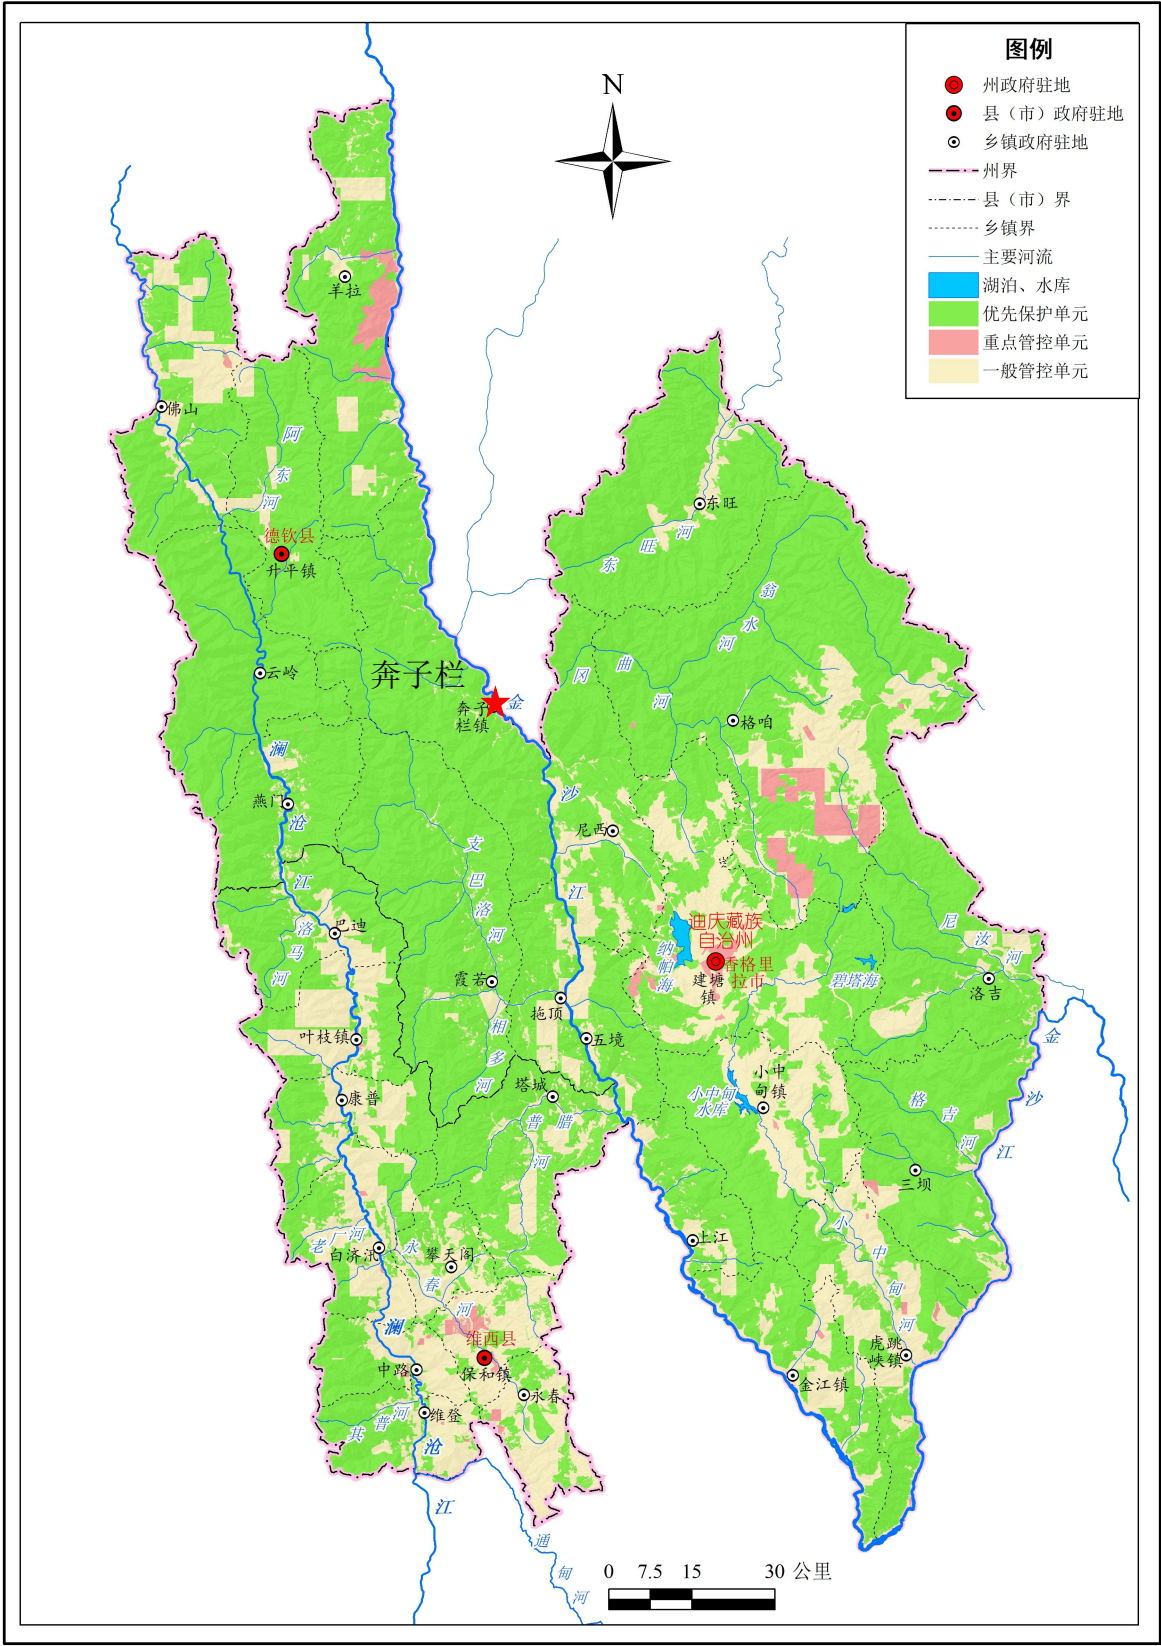 图例
州政府驻地
县（市）政府驻地
乡镇政府驻地
州界
县（市）界
乡镇界
主要河流
湖泊、水库
优先保护单元
重点管控单元
一般管控单元
N
羊拉
佛山
阿
东
河
德钦县
升平镇
东旺
东
旺
河
翁
水
河
云岭
奔子栏
奔子
栏镇
金
沙
江
冈
曲
河
格咱
澜
沧
江
燕门
尼西
支
巴
洛
河
巴迪
洛
马
河
迪庆藏族
自治州
香格里
拉市
建塘
镇
纳
帕
海
碧塔海
尼
汝
河
洛吉
霞若
拖顶
相
多
河
叶枝镇
五境
康普
塔城
普
腊
河
小中
甸镇
小中甸
水库
格
吉
河
金
沙
江
三坝
上江
老
厂
河
白济汛
永
春
河
攀天阁
小
中
甸
河
澜
沧
江
维西县
保和镇
中路
永春
虎跳
峡镇
金江镇
维登
其
普
河
通
甸
河
0 7.5 15 30 公里